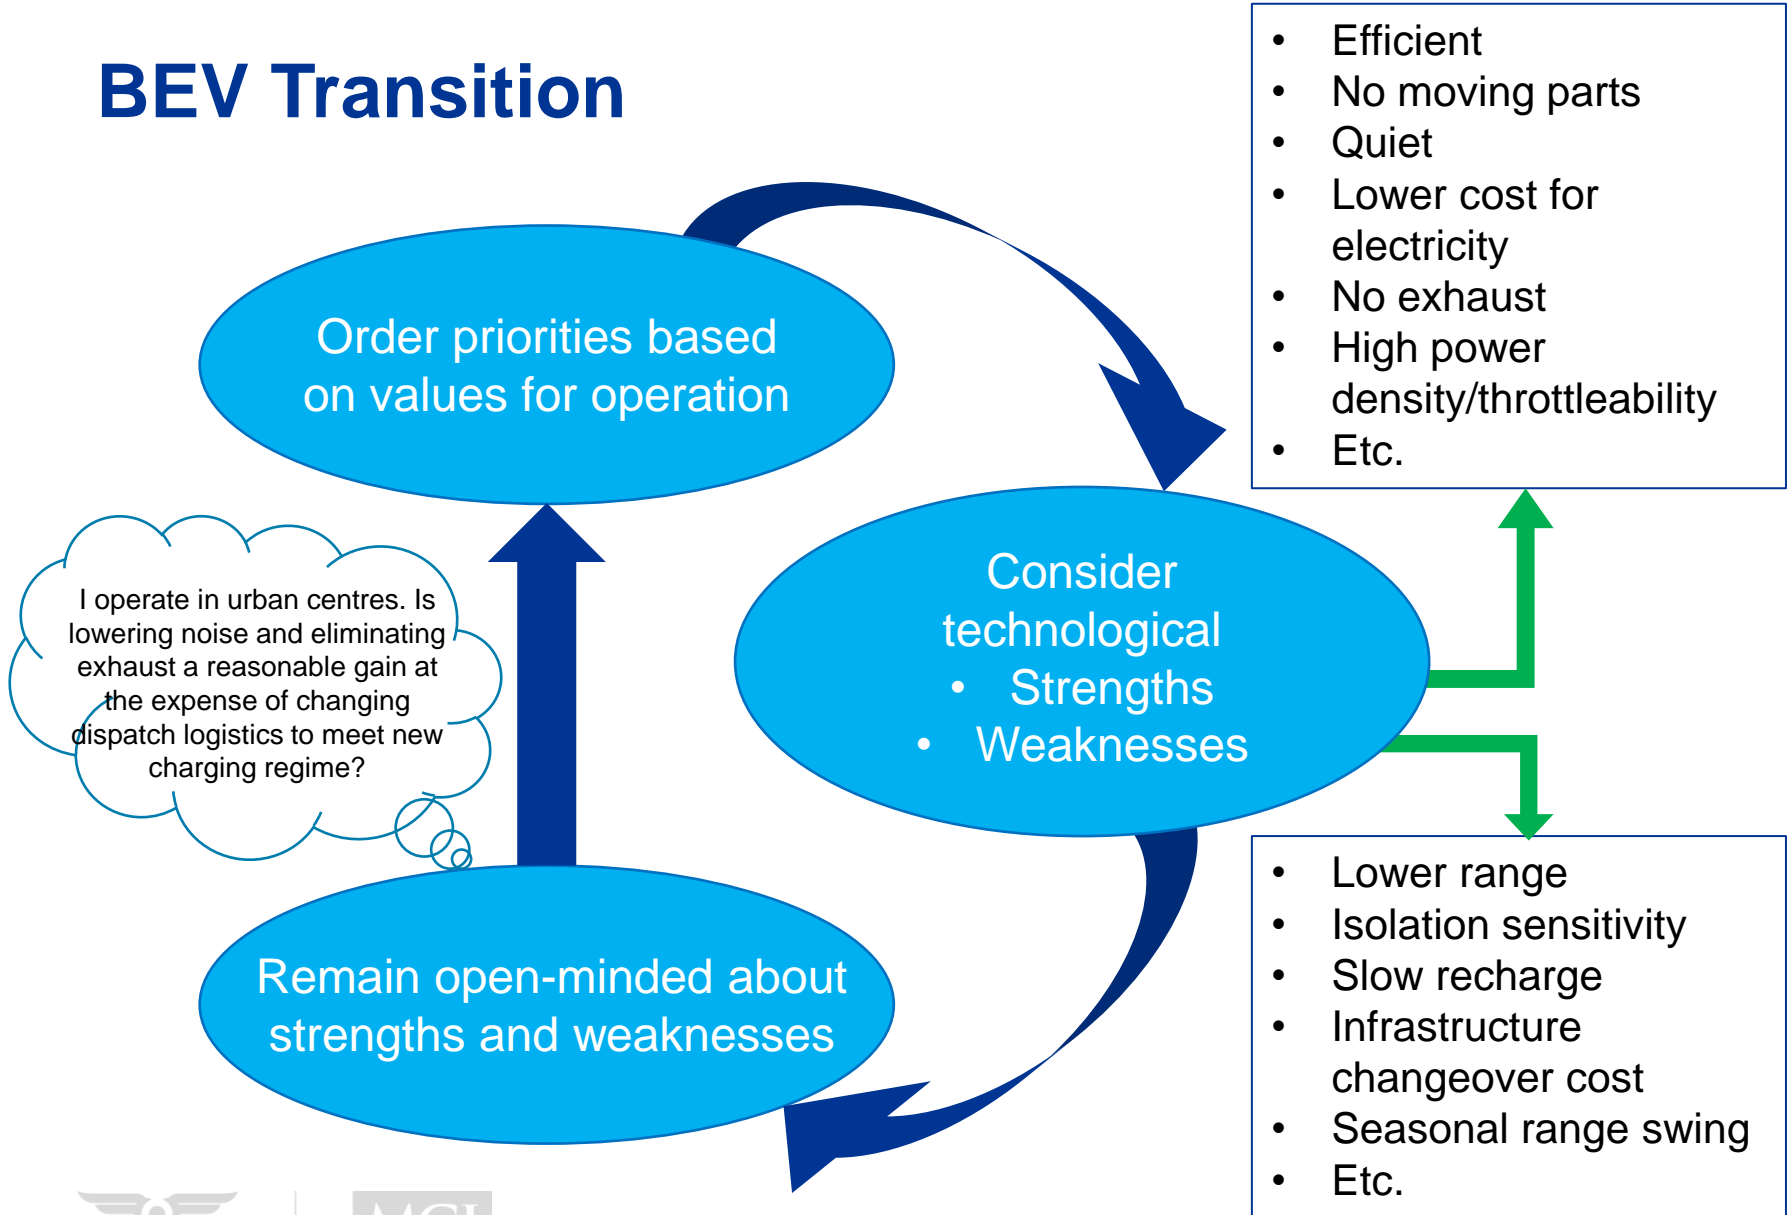 BEV Transition
• Efficient
• No moving parts
• Quiet
• Lower cost for
electricity
• No exhaust
• High power
density/throttleability
• Etc.
Order priorities based
on values for operation
Consider
technological
• Strengths
• Weaknesses
I operate in urban centres. Is
lowering noise and eliminating
exhaust a reasonable gain at
the expense of changing
dispatch logistics to meet new
charging regime?
Remain open-minded about
strengths and weaknesses
• Lower range
• Isolation sensitivity
• Slow recharge
• Infrastructure
changeover cost
• Seasonal range swing
• Etc.